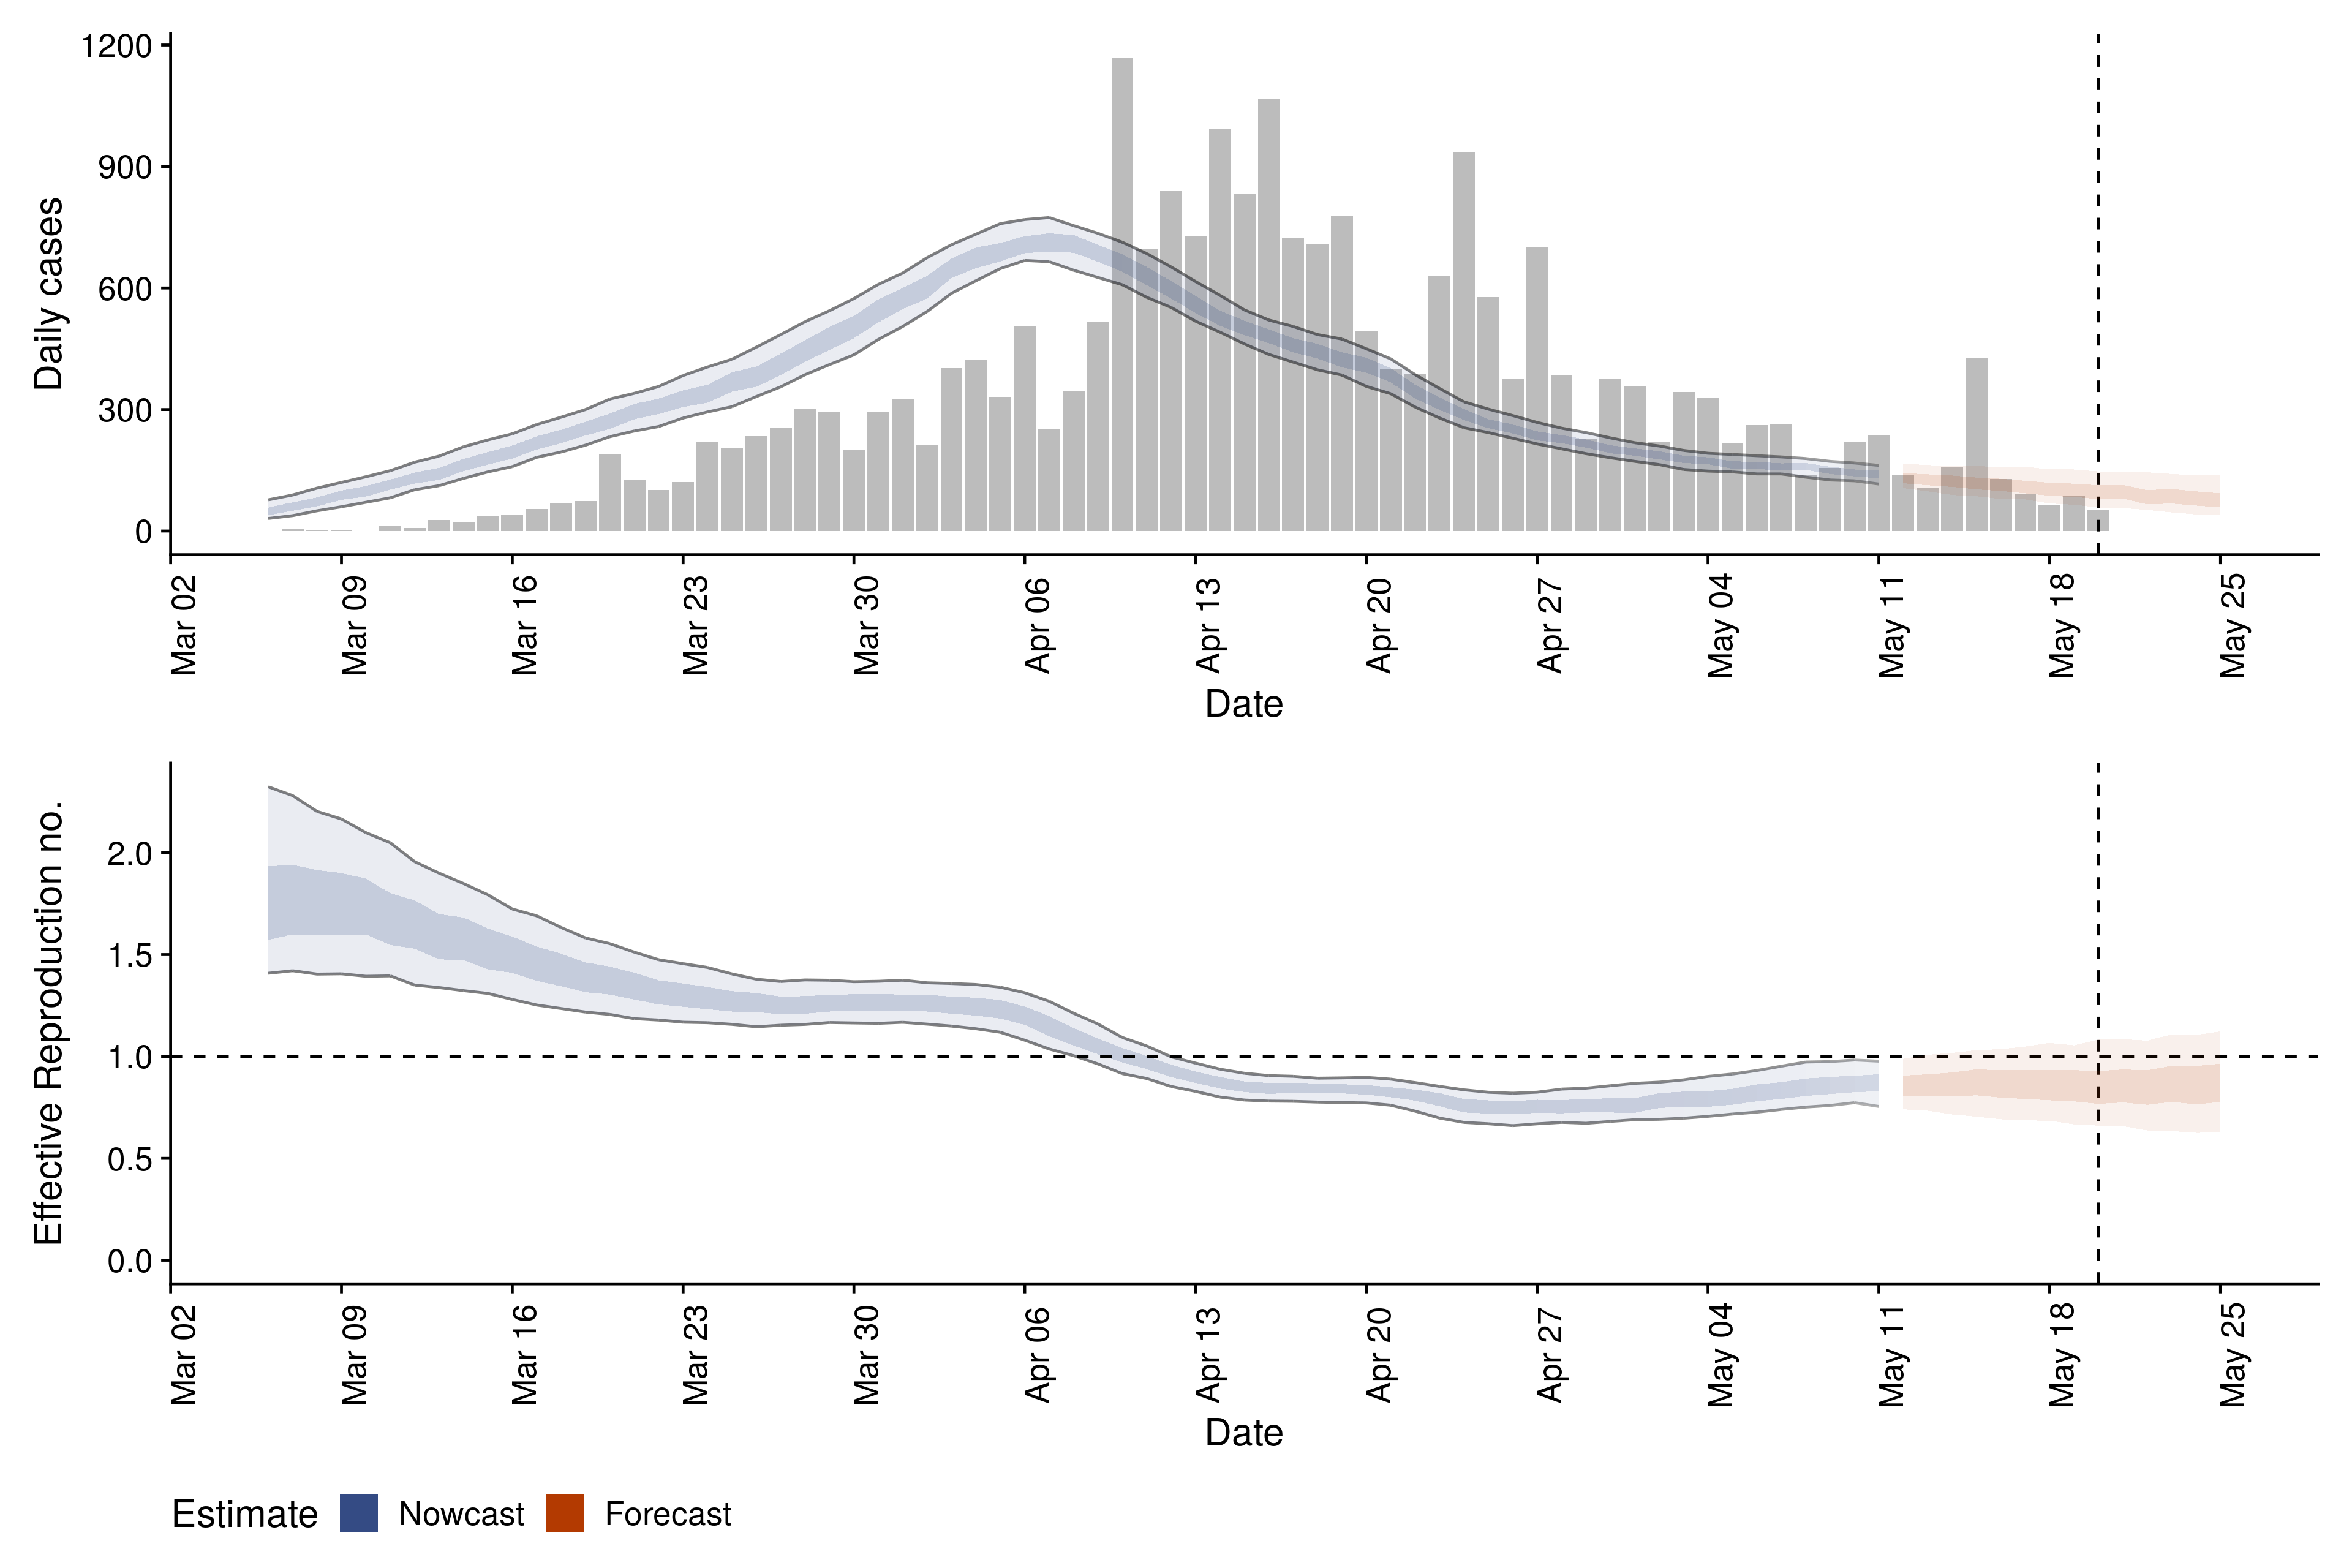 1200
900
600
300
0
Daily cases
Mar 02
Mar 09
Mar 16
Mar 23
Mar 30
Apr 06
Apr 13
Apr 20
Apr 27
May 04
May 11
May 18
May 25
Date
2.0
1.5
1.0
0.5
0.0
Effective Reproduction no.
Mar 02
Mar 09
Mar 16
Mar 23
Mar 30
Apr 06
Apr 13
Apr 20
Apr 27
May 04
May 11
May 18
May 25
Date
Estimate Nowcast Forecast